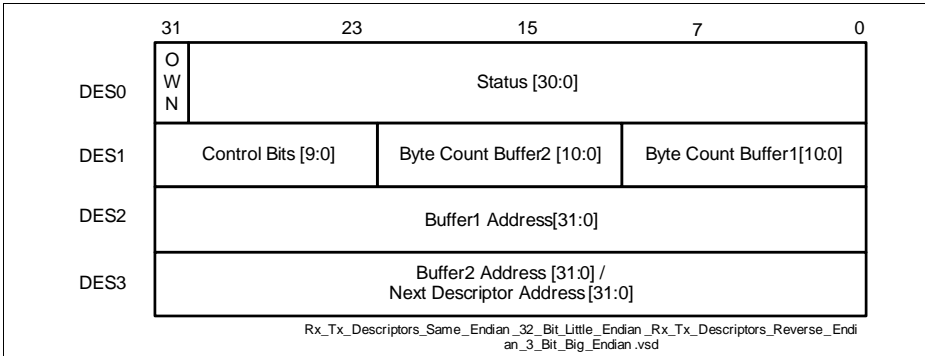 31 23 15 7 0
O
W
N
DES0 Status [30:0]
DES1 Control Bits [9:0] Byte Count Buffer2 [10:0] Byte Count Buffer1[10:0]
DES2 Buffer1 Address[31:0]
DES3 Buffer2 Address [31:0] /
Next Descriptor Address[31:0]
Rx_Tx_Descriptors_Same_Endian_32_Bit_Little_Endian_Rx_Tx_Descriptors_Reverse_Endi
an_3_Bit_Big_Endian.vsd